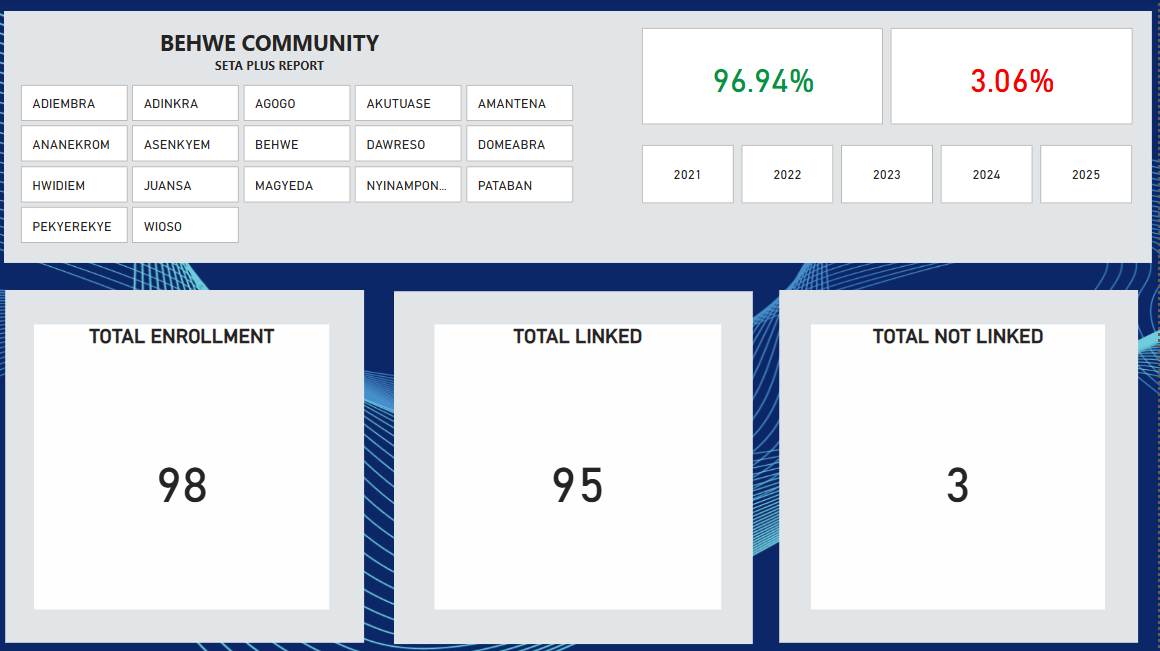 BEHWE COMMUNITY
SETA PLUS REPORT
ADIEMBRA ADINKRA AGOGO AKUTUASE AMANTENA
ANANEKROM ASENKYEM BEHWE DAWRESO DOMEABRA
HWIDIEM JUANSA MAGYEDA NYINAMPON... PATABAN
PEKYEREKYE WIOSO
96.94% 3.06%
2021 2022 2023 2024 2025
TOTAL ENROLLMENT
98
TOTAL LINKED
95
TOTAL NOT LINKED
3